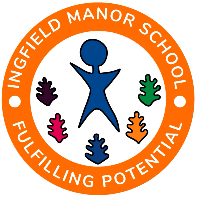 INGFIELD MANOR SCHOOL
FULFILLING POTENTIAL